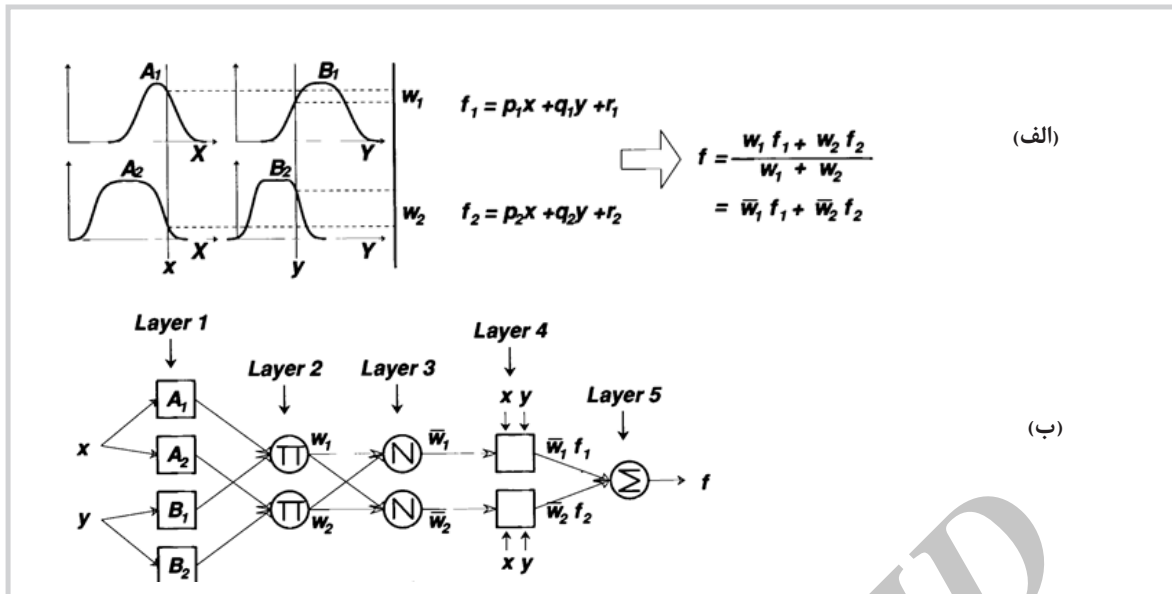 A₁
B₁
w₁
f₁ = p₁x +q₁y +r₁
X
Y
(الف)
f = w₁ f₁ + w₂ f₂ / w₁ + w₂
= w̅₁ f₁ + w̅₂ f₂
A₂
B₂
w₂
f₂ = p₂x +q₂y +r₂
X
Y
x
y
Layer 1
Layer 2
Layer 3
Layer 4
Layer 5
x y
A₁
A₂
B₁
B₂
x
y
Π
Π
w₁
w₂
N
N
w̅₁
w̅₂
w̅₁ f₁
w̅₂ f₂
x y
Σ
f
(ب)